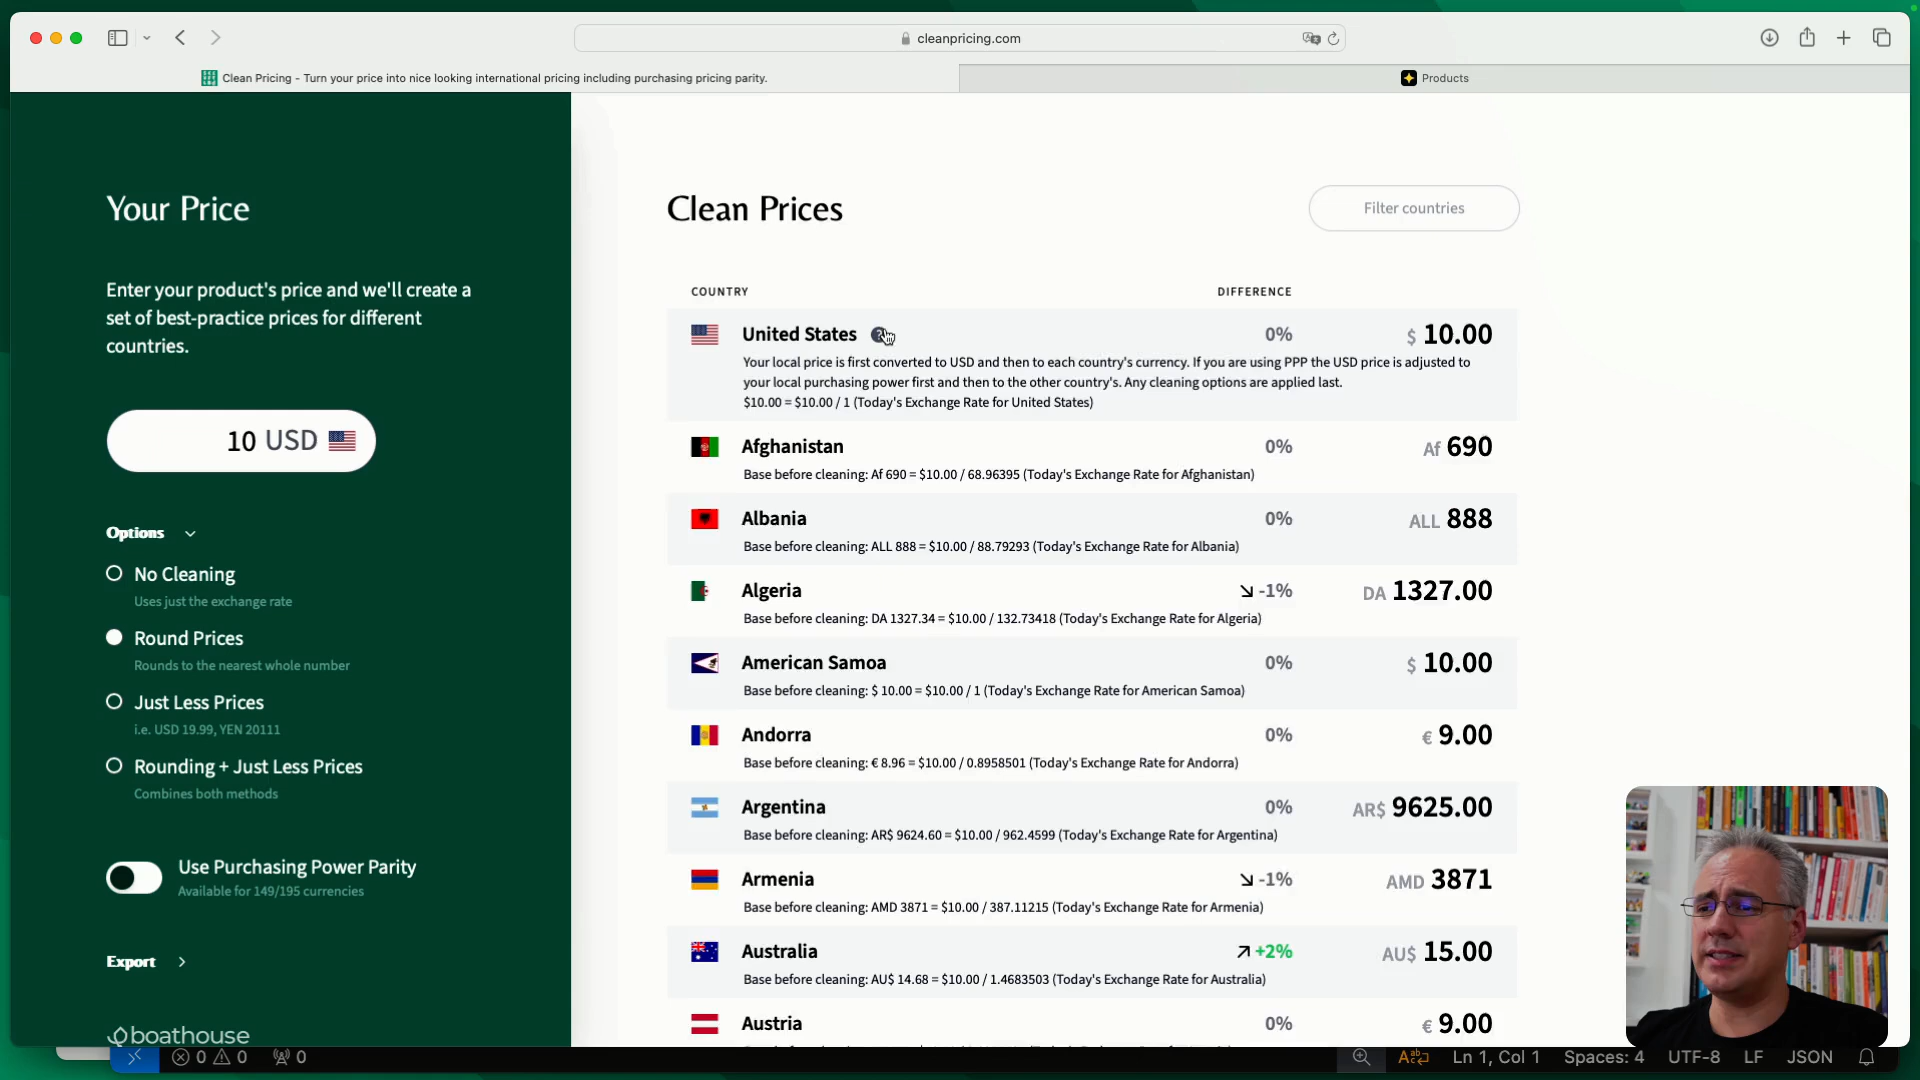 cleanpricing.com
Clean Pricing - Turn your price into nice looking international pricing including purchasing pricing parity.
Products
Your Price
Enter your product's price and we'll create a
set of best-practice prices for different
countries.
10 USD
Options
No Cleaning
Uses just the exchange rate
Round Prices
Rounds to the nearest whole number
Just Less Prices
i.e. USD 19.99, YEN 20111
Rounding + Just Less Prices
Combines both methods
Use Purchasing Power Parity
Available for 149/195 currencies
Export
boathouse
Clean Prices
Filter countries
COUNTRY DIFFERENCE
United States ? 0% $ 10.00
Your local price is first converted to USD and then to each country's currency. If you are using PPP the USD price is adjusted to
your local purchasing power first and then to the other country's. Any cleaning options are applied last.
$10.00 = $10.00 / 1 (Today's Exchange Rate for United States)
Afghanistan 0% Af 690
Base before cleaning: Af 690 = $10.00 / 68.96395 (Today's Exchange Rate for Afghanistan)
Albania 0% ALL 888
Base before cleaning: ALL 888 = $10.00 / 88.79293 (Today's Exchange Rate for Albania)
Algeria -1% DA 1327.00
Base before cleaning: DA 1327.34 = $10.00 / 132.73418 (Today's Exchange Rate for Algeria)
American Samoa 0% $ 10.00
Base before cleaning: $ 10.00 = $10.00 / 1 (Today's Exchange Rate for American Samoa)
Andorra 0% € 9.00
Base before cleaning: € 8.96 = $10.00 / 0.8958501 (Today's Exchange Rate for Andorra)
Argentina 0% AR$ 9625.00
Base before cleaning: AR$ 9624.60 = $10.00 / 962.4599 (Today's Exchange Rate for Argentina)
Armenia -1% AMD 3871
Base before cleaning: AMD 3871 = $10.00 / 387.11215 (Today's Exchange Rate for Armenia)
Australia +2% AU$ 15.00
Base before cleaning: AU$ 14.68 = $10.00 / 1.4683503 (Today's Exchange Rate for Australia)
Austria 0% € 9.00
0 0 0 Ln 1, Col 1 Spaces: 4 UTF-8 LF JSON